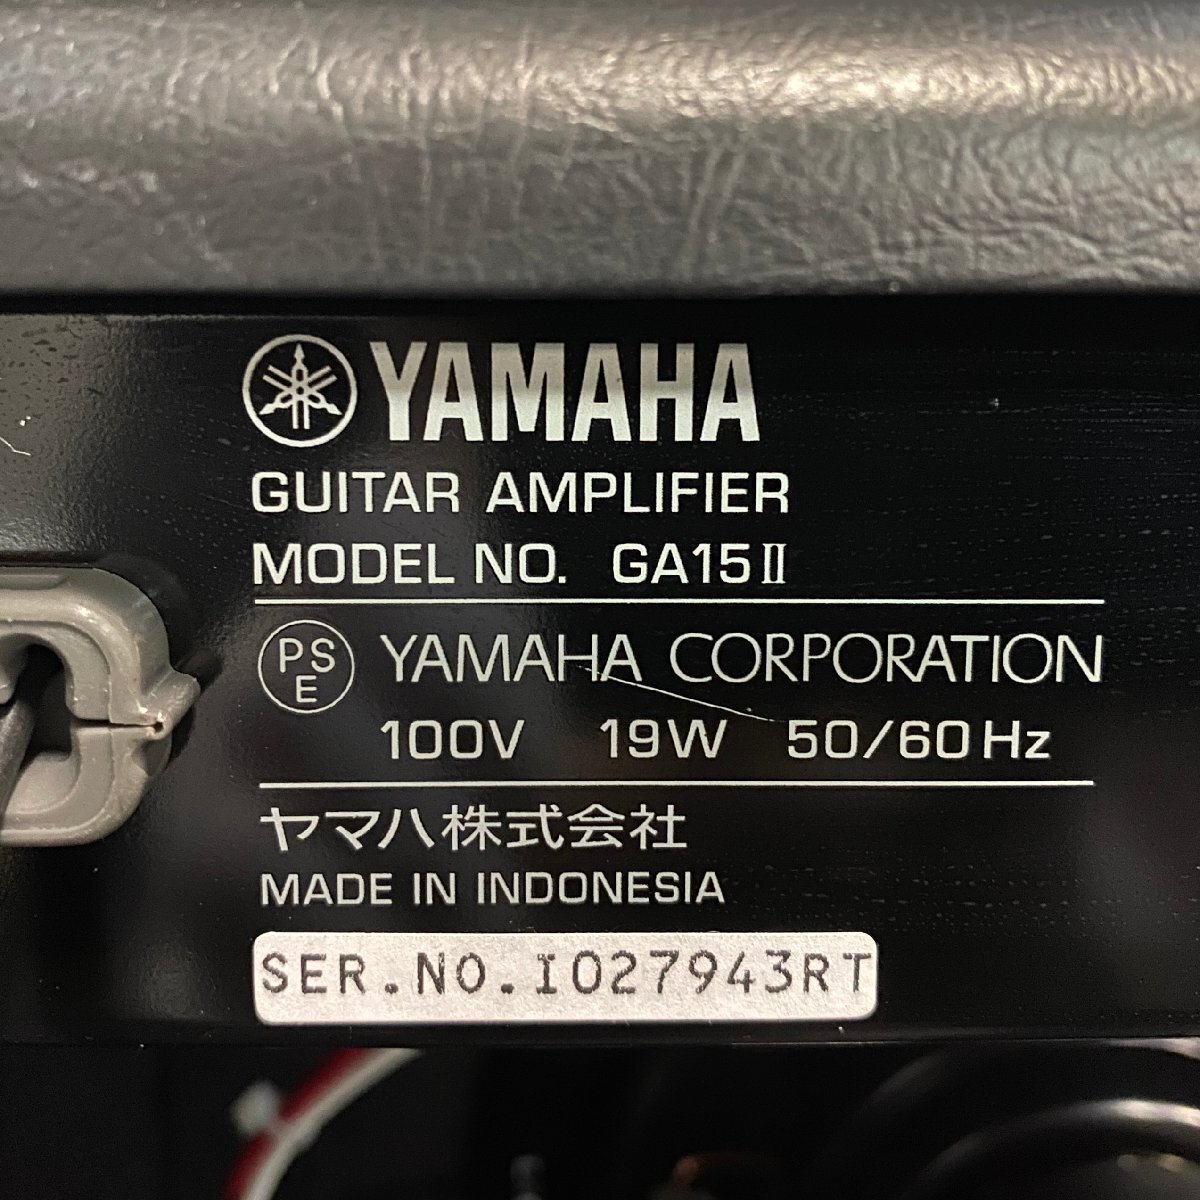 YAMAHA
GUITAR AMPLIFIER
MODEL NO. GA15Ⅱ
PSE YAMAHA CORPORATION
100V 19W 50/60Hz
ヤマハ株式会社
MADE IN INDONESIA
SER.NO.IO27943RT